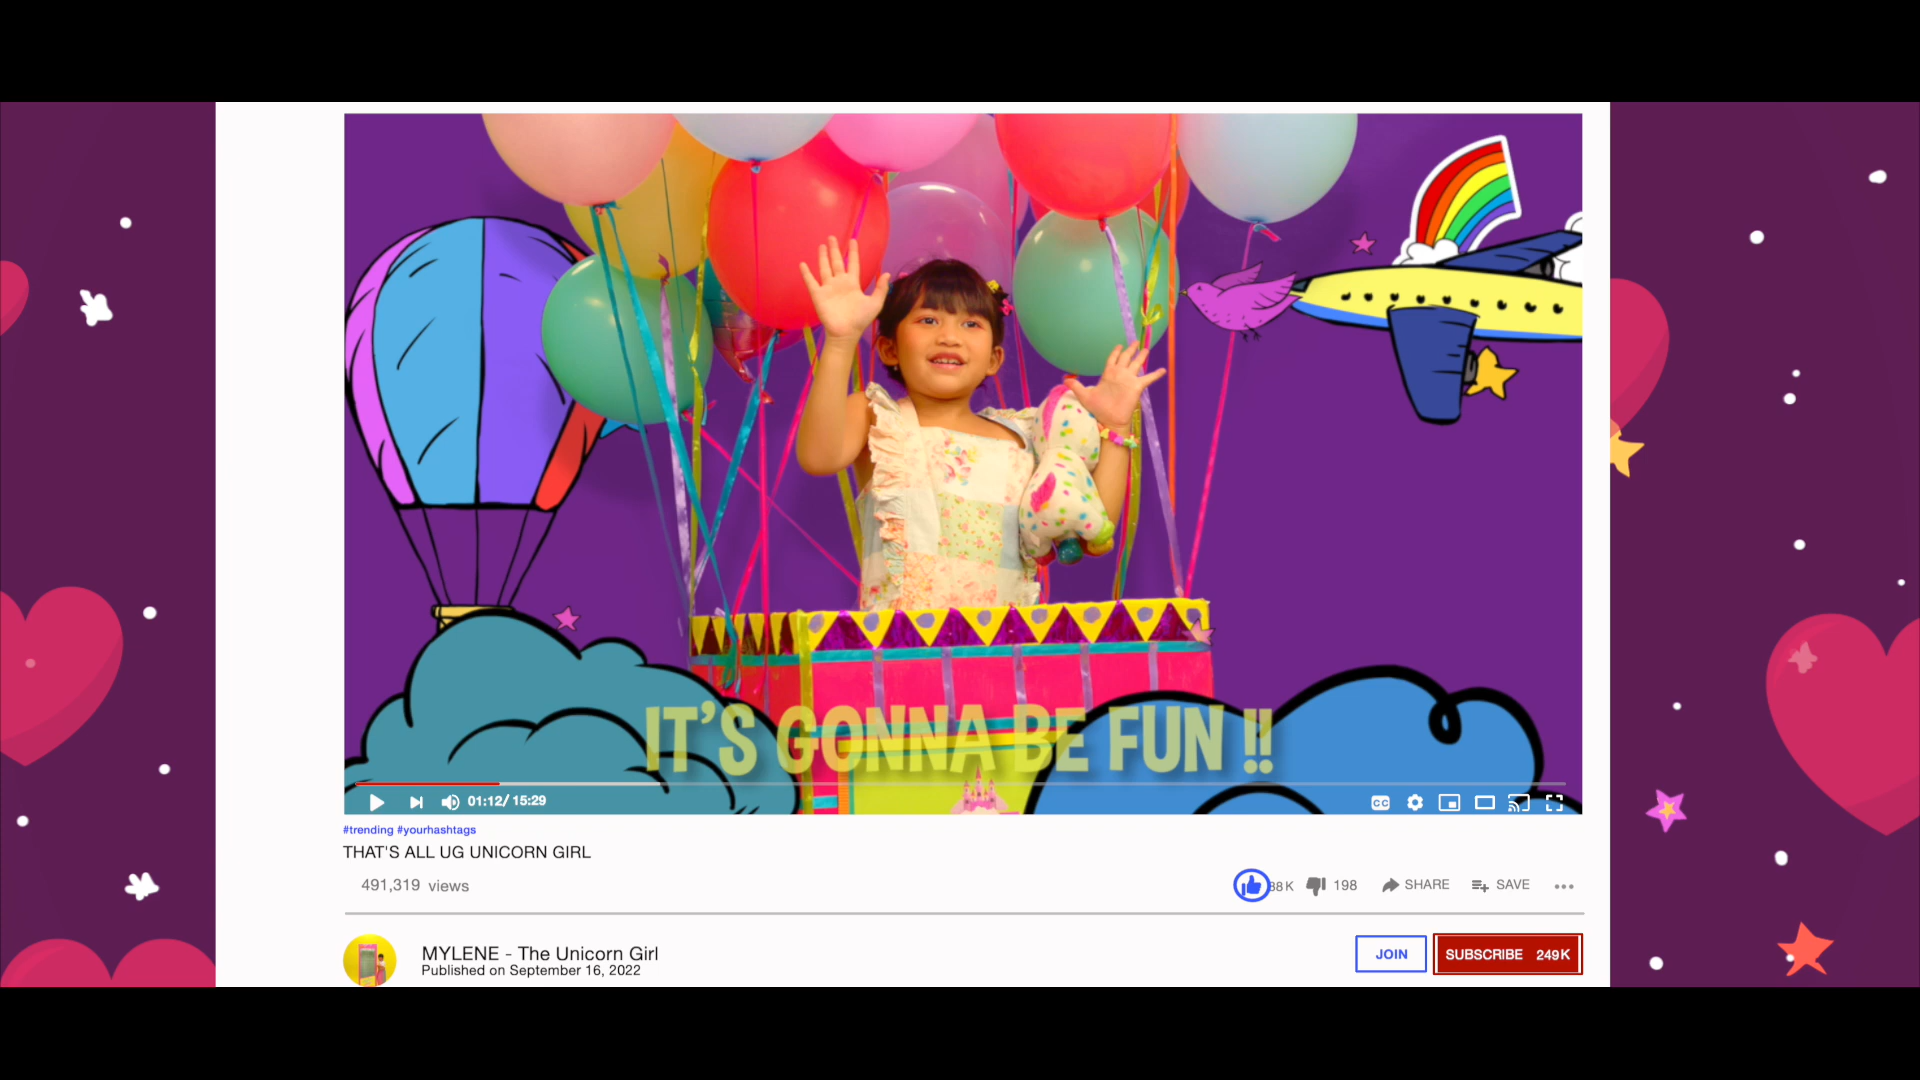 IT'S GONNA BE FUN !!
01:12/ 15:29
CC
#trending #yourhashtags
THAT'S ALL UG UNICORN GIRL
491,319 views
198 SHARE SAVE
MYLENE - The Unicorn Girl
Published on September 16, 2022
JOIN SUBSCRIBE 249K